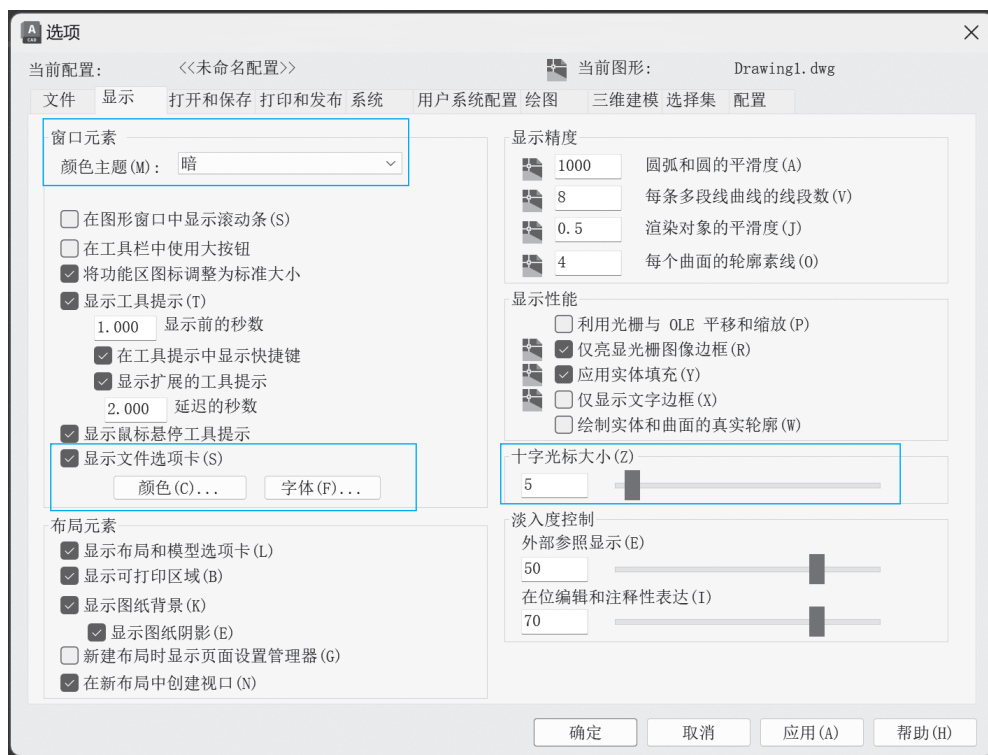 A
CAD
选项
当前配置: <<未命名配置>> 当前图形: Drawing1.dwg
文件 显示 打开和保存 打印和发布 系统 用户系统配置 绘图 三维建模 选择集 配置
窗口元素
颜色主题(M): 暗
在图形窗口中显示滚动条(S)
在工具栏中使用大按钮
将功能区图标调整为标准大小
显示工具提示(T)
1.000 显示前的秒数
在工具提示中显示快捷键
显示扩展的工具提示
2.000 延迟的秒数
显示鼠标悬停工具提示
显示文件选项卡(S)
颜色(C)... 字体(F)...
布局元素
显示布局和模型选项卡(L)
显示可打印区域(B)
显示图纸背景(K)
显示图纸阴影(E)
新建布局时显示页面设置管理器(G)
在新布局中创建视口(N)
显示精度
1000 圆弧和圆的平滑度(A)
8 每条多段线曲线的线段数(V)
0.5 渲染对象的平滑度(J)
4 每个曲面的轮廓素线(O)
显示性能
利用光栅与 OLE 平移和缩放(P)
仅亮显光栅图像边框(R)
应用实体填充(Y)
仅显示文字边框(X)
绘制实体和曲面的真实轮廓(W)
十字光标大小(Z)
5
淡入度控制
外部参照显示(E)
50
在位编辑和注释性表达(I)
70
确定 取消 应用(A) 帮助(H)